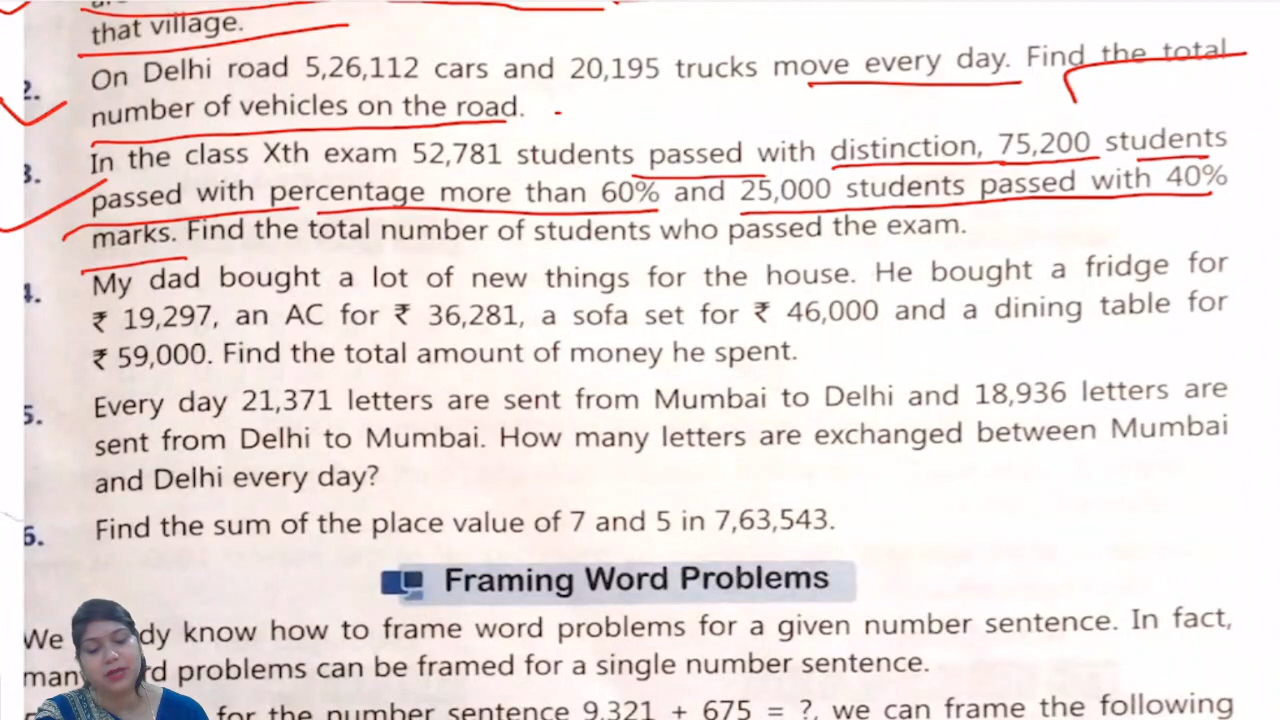 that village.
2. On Delhi road 5,26,112 cars and 20,195 trucks move every day. Find the total
number of vehicles on the road.
3. In the class Xth exam 52,781 students passed with distinction, 75,200 students
passed with percentage more than 60% and 25,000 students passed with 40%
marks. Find the total number of students who passed the exam.
4. My dad bought a lot of new things for the house. He bought a fridge for
₹ 19,297, an AC for ₹ 36,281, a sofa set for ₹ 46,000 and a dining table for
₹ 59,000. Find the total amount of money he spent.
5. Every day 21,371 letters are sent from Mumbai to Delhi and 18,936 letters are
sent from Delhi to Mumbai. How many letters are exchanged between Mumbai
and Delhi every day?
6. Find the sum of the place value of 7 and 5 in 7,63,543.
Framing Word Problems
We dy know how to frame word problems for a given number sentence. In fact,
man rd problems can be framed for a single number sentence.
for the number sentence 9,321 + 675 = ?, we can frame the following